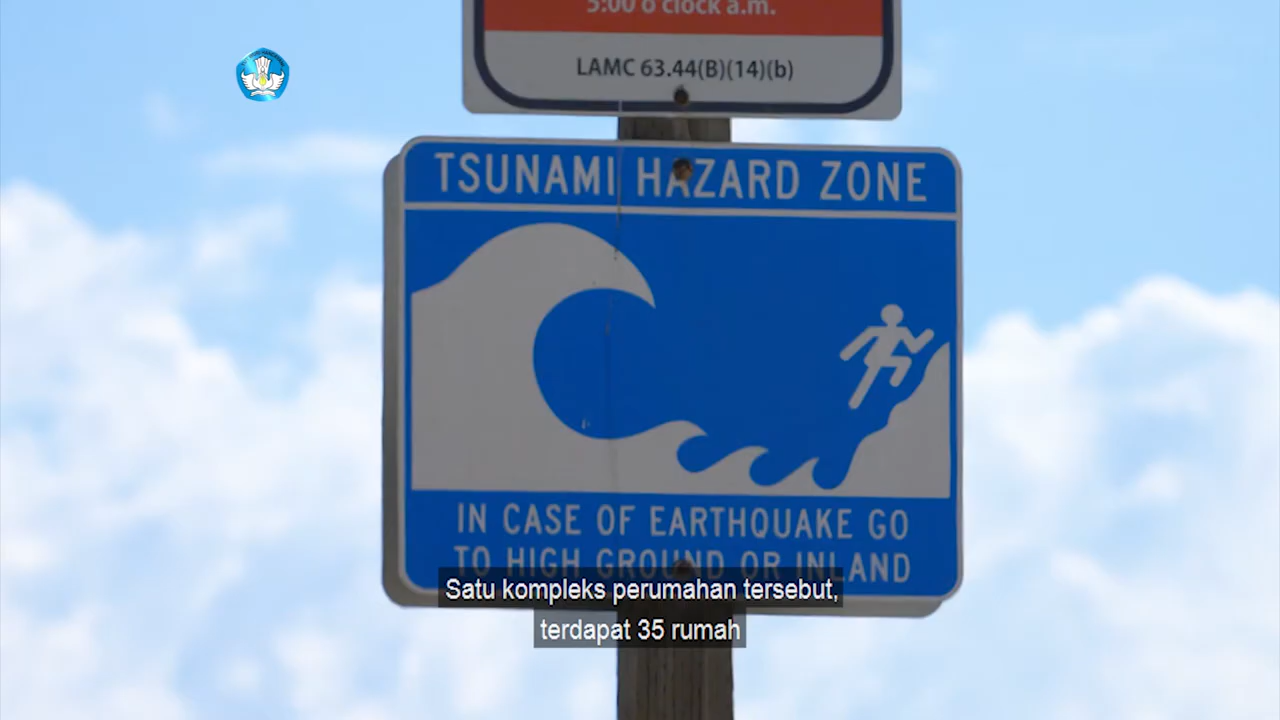 5:00 o'clock a.m.
LAMC 63.44(B)(14)(b)
TSUNAMI HAZARD ZONE
IN CASE OF EARTHQUAKE GO
TO HIGH GROUND OR INLAND
Satu kompleks perumahan tersebut,
terdapat 35 rumah